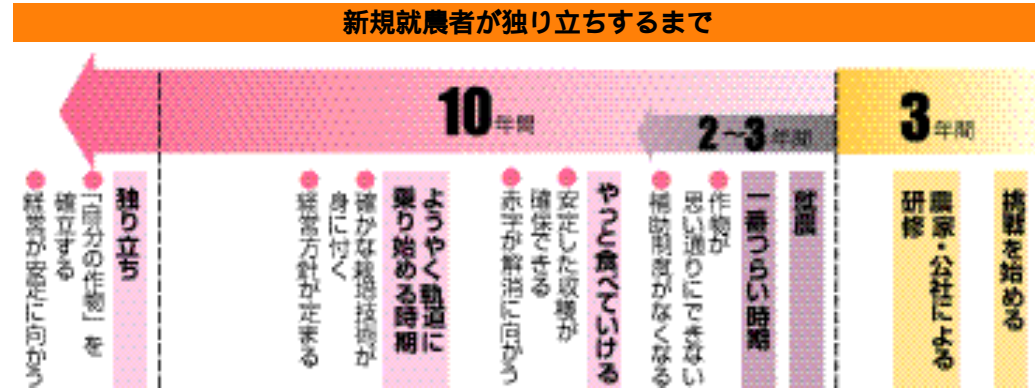 新規就農者が独り立ちするまで
3年間
挑戦を始める
農家・公社による
研修
10年間
2〜3年間
就農
一番つらい時期
作物が
思い通りにできない
補助制度がなくなる
やっと食べていける
安定した収穫が
確保できる
赤字が解消に向かう
ようやく軌道に
乗り始める時期
確かな栽培技術が
身に付く
経営方針が定まる
独り立ち
「自分の作物」を
確立する
経営が安定に向かう